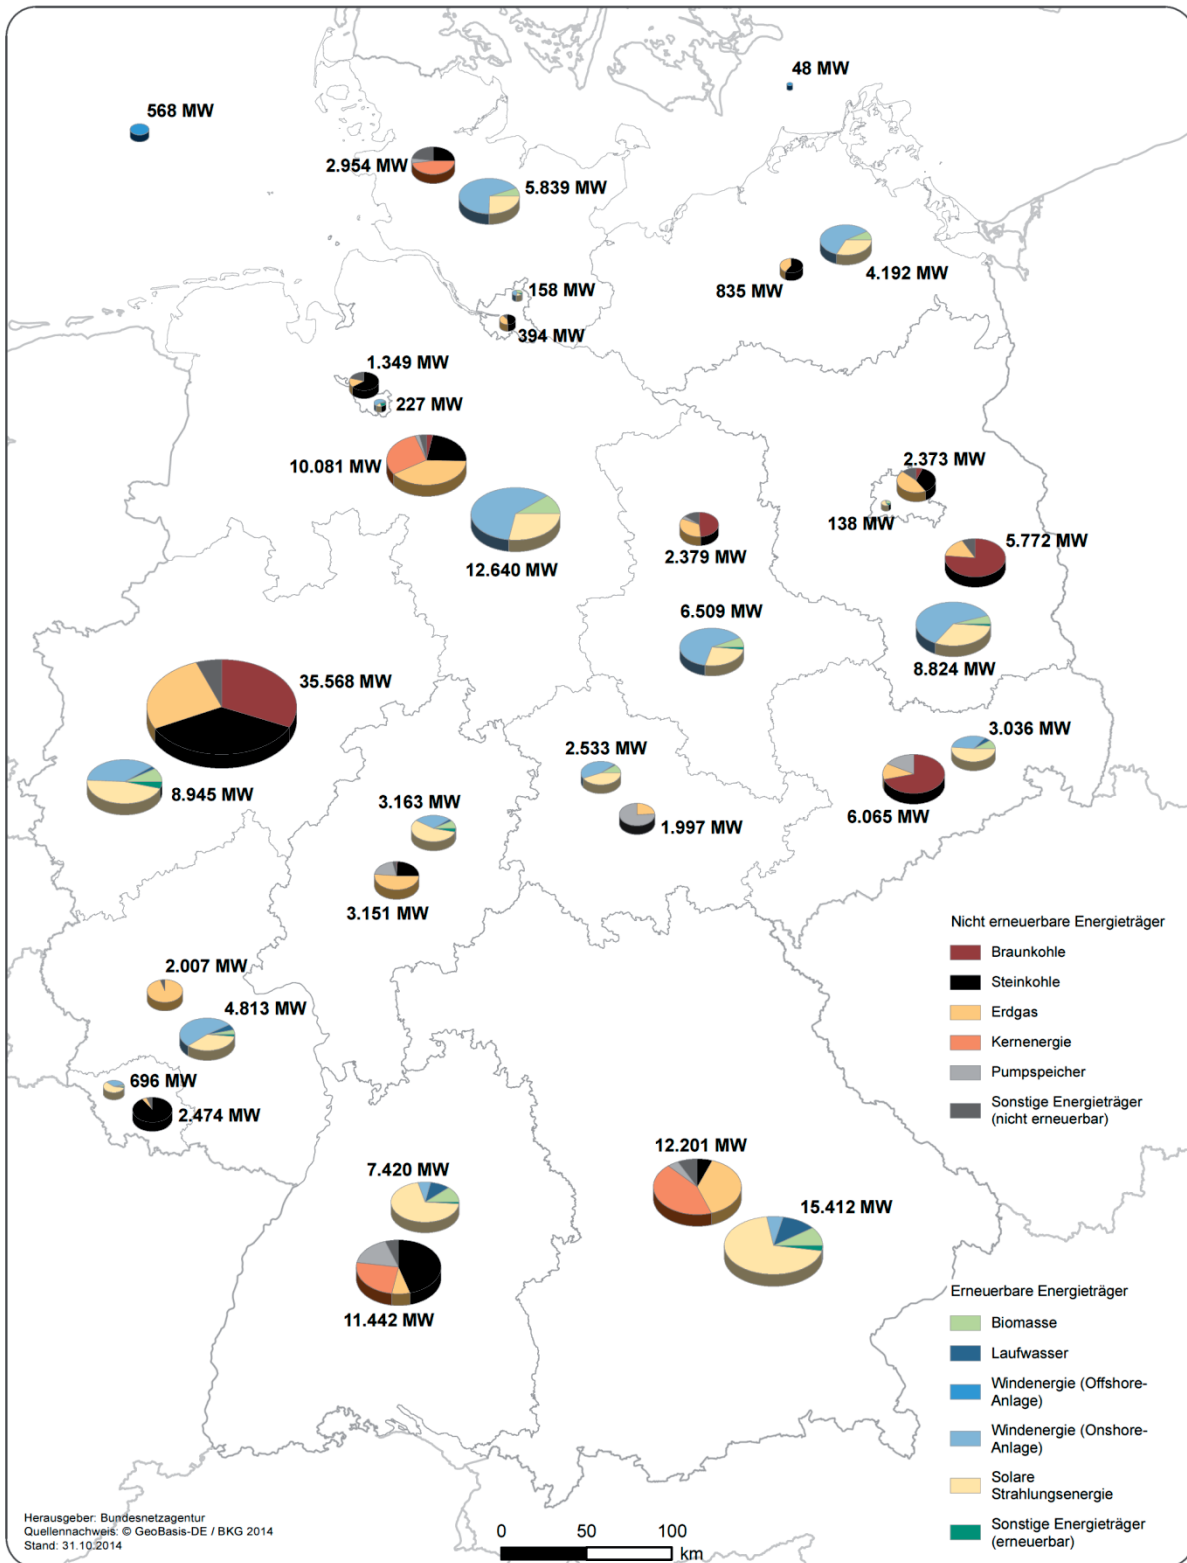 48 MW
568 MW
2.954 MW
5.839 MW
4.192 MW
835 MW
158 MW
394 MW
1.349 MW
227 MW
10.081 MW
2.373 MW
138 MW
2.379 MW
5.772 MW
12.640 MW
6.509 MW
8.824 MW
35.568 MW
3.036 MW
2.533 MW
8.945 MW
3.163 MW
6.065 MW
1.997 MW
3.151 MW
2.007 MW
4.813 MW
696 MW
2.474 MW
12.201 MW
7.420 MW
15.412 MW
11.442 MW
Nicht erneuerbare Energieträger
Braunkohle
Steinkohle
Erdgas
Kernenergie
Pumpspeicher
Sonstige Energieträger
(nicht erneuerbar)
Erneuerbare Energieträger
Biomasse
Laufwasser
Windenergie (Offshore-
Anlage)
Windenergie (Onshore-
Anlage)
Solare
Strahlungsenergie
Sonstige Energieträger
(erneuerbar)
Herausgeber: Bundesnetzagentur
Quellennachweis: © GeoBasis-DE / BKG 2014
Stand: 31.10.2014
0 50 100
km